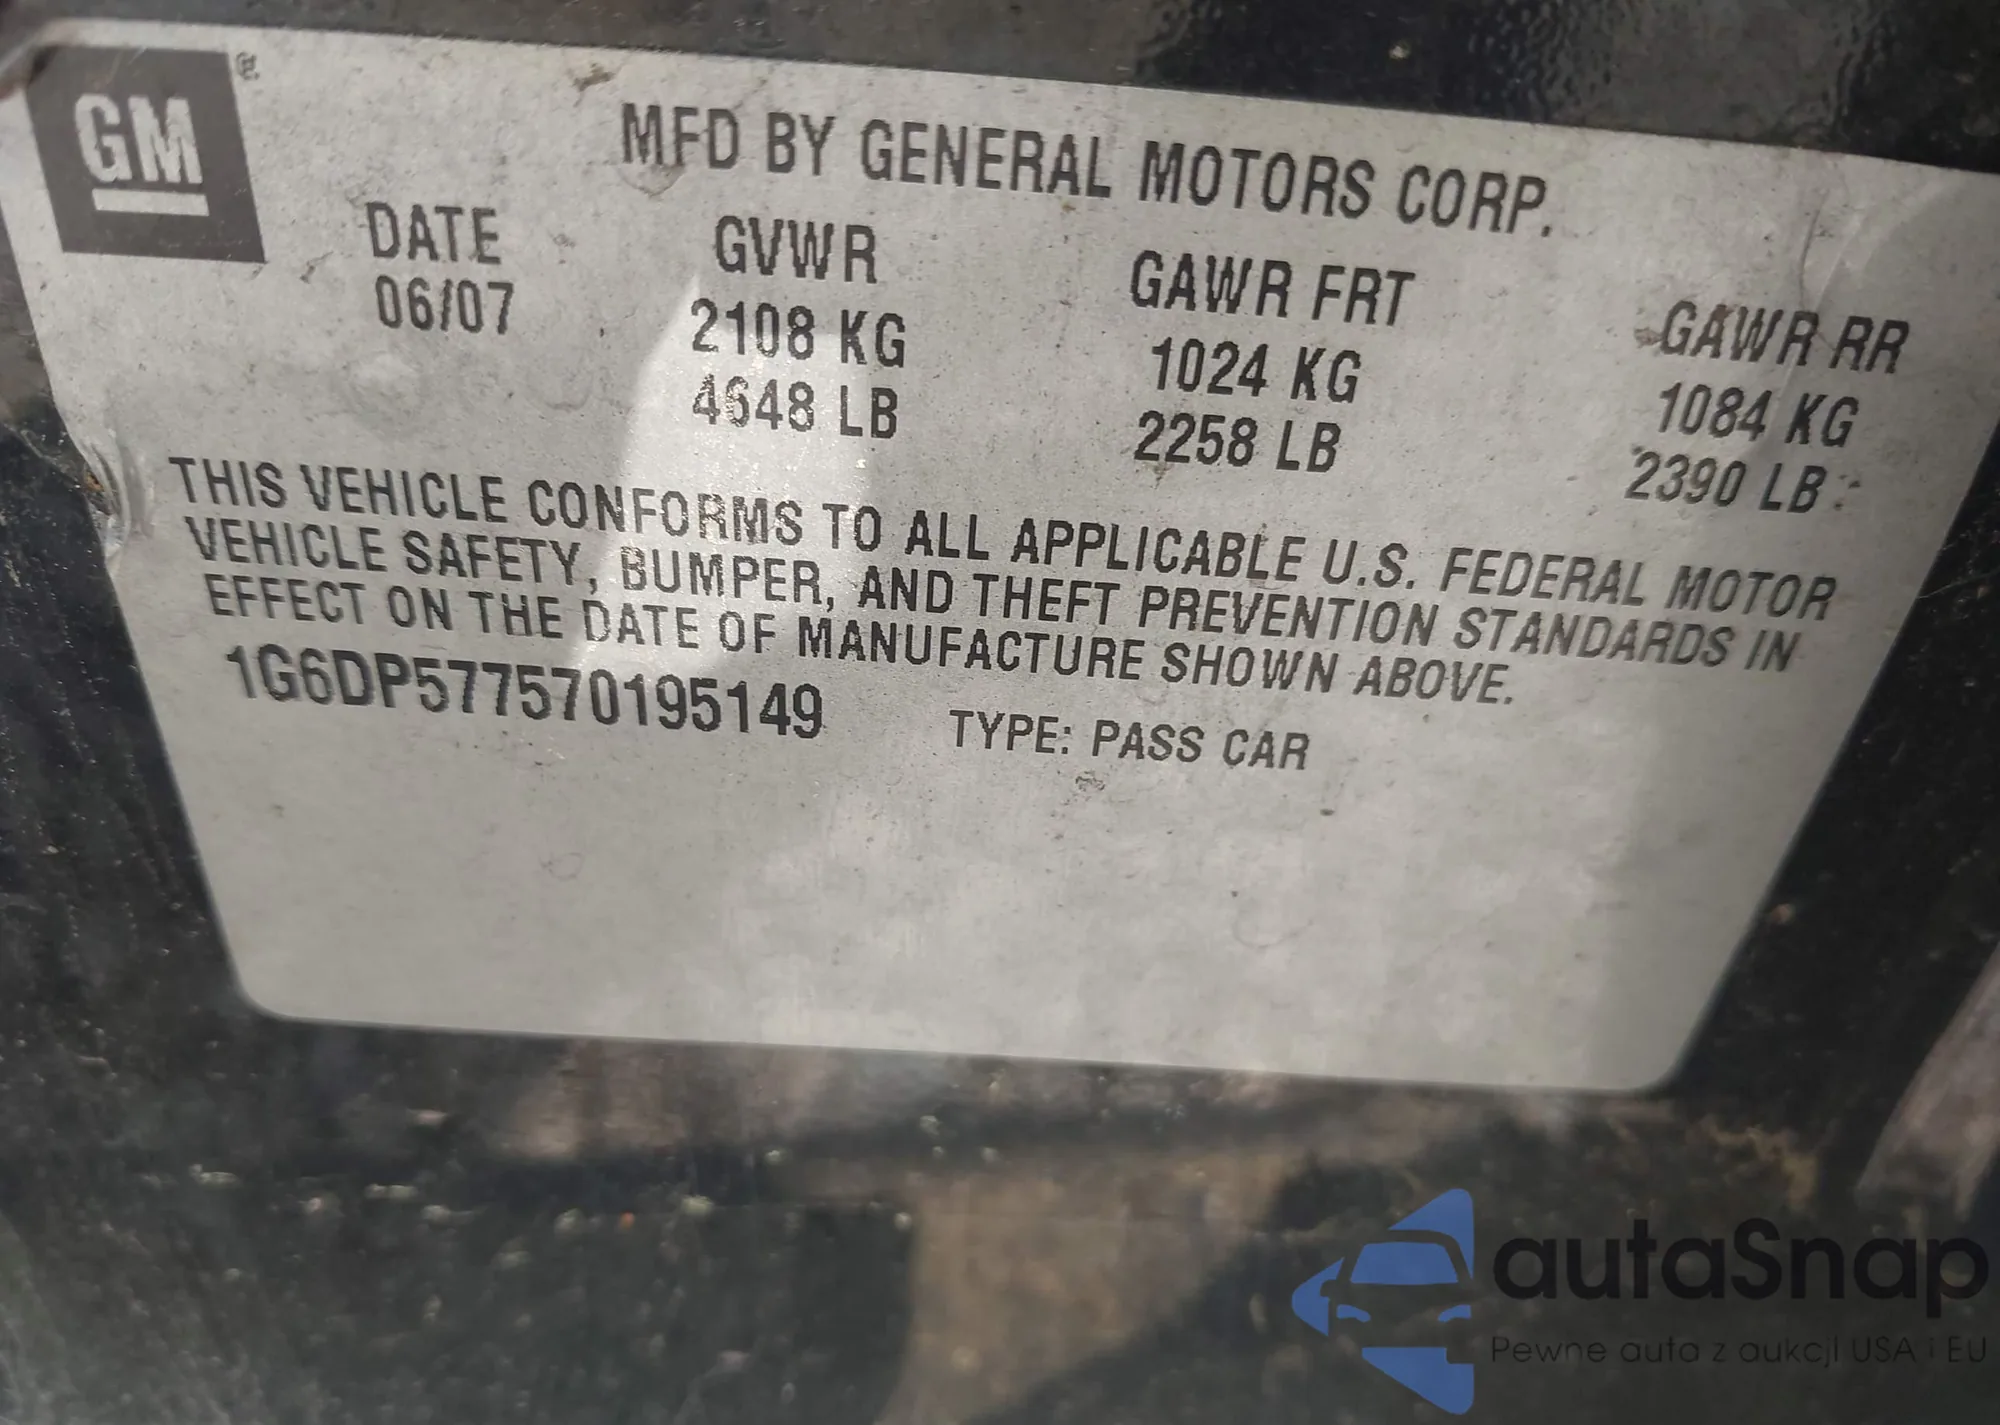 GM
MFD BY GENERAL MOTORS CORP.
DATE GVWR GAWR FRT GAWR RR
06/07 2108 KG 1024 KG 1084 KG
4648 LB 2258 LB 2390 LB
THIS VEHICLE CONFORMS TO ALL APPLICABLE U.S. FEDERAL MOTOR
VEHICLE SAFETY, BUMPER, AND THEFT PREVENTION STANDARDS IN
EFFECT ON THE DATE OF MANUFACTURE SHOWN ABOVE.
1G6DP577570195149 TYPE: PASS CAR
autaSnap
Pewne auta z aukcji USA i EU